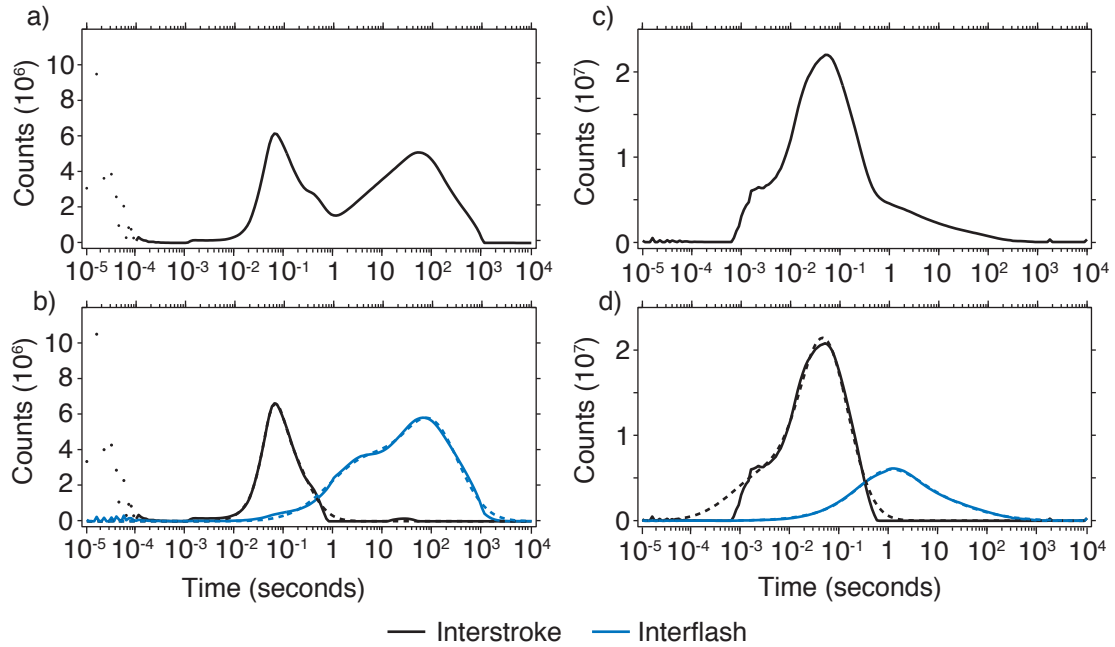 a)
Counts (10⁶)
10
8
6
4
2
0
10⁻⁵ 10⁻⁴ 10⁻³ 10⁻² 10⁻¹ 1 10 10² 10³ 10⁴
c)
Counts (10⁷)
2
1
0
10⁻⁵ 10⁻⁴ 10⁻³ 10⁻² 10⁻¹ 1 10 10² 10³ 10⁴
b)
Counts (10⁶)
10
8
6
4
2
0
10⁻⁵ 10⁻⁴ 10⁻³ 10⁻² 10⁻¹ 1 10 10² 10³ 10⁴
Time (seconds)
d)
Counts (10⁷)
2
1
0
10⁻⁵ 10⁻⁴ 10⁻³ 10⁻² 10⁻¹ 1 10 10² 10³ 10⁴
Time (seconds)
Interstroke Interflash